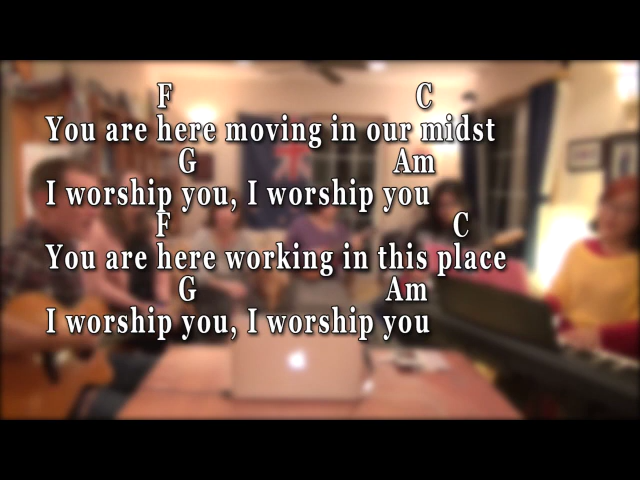 F C
You are here moving in our midst
G Am
I worship you, I worship you
F C
You are here working in this place
G Am
I worship you, I worship you